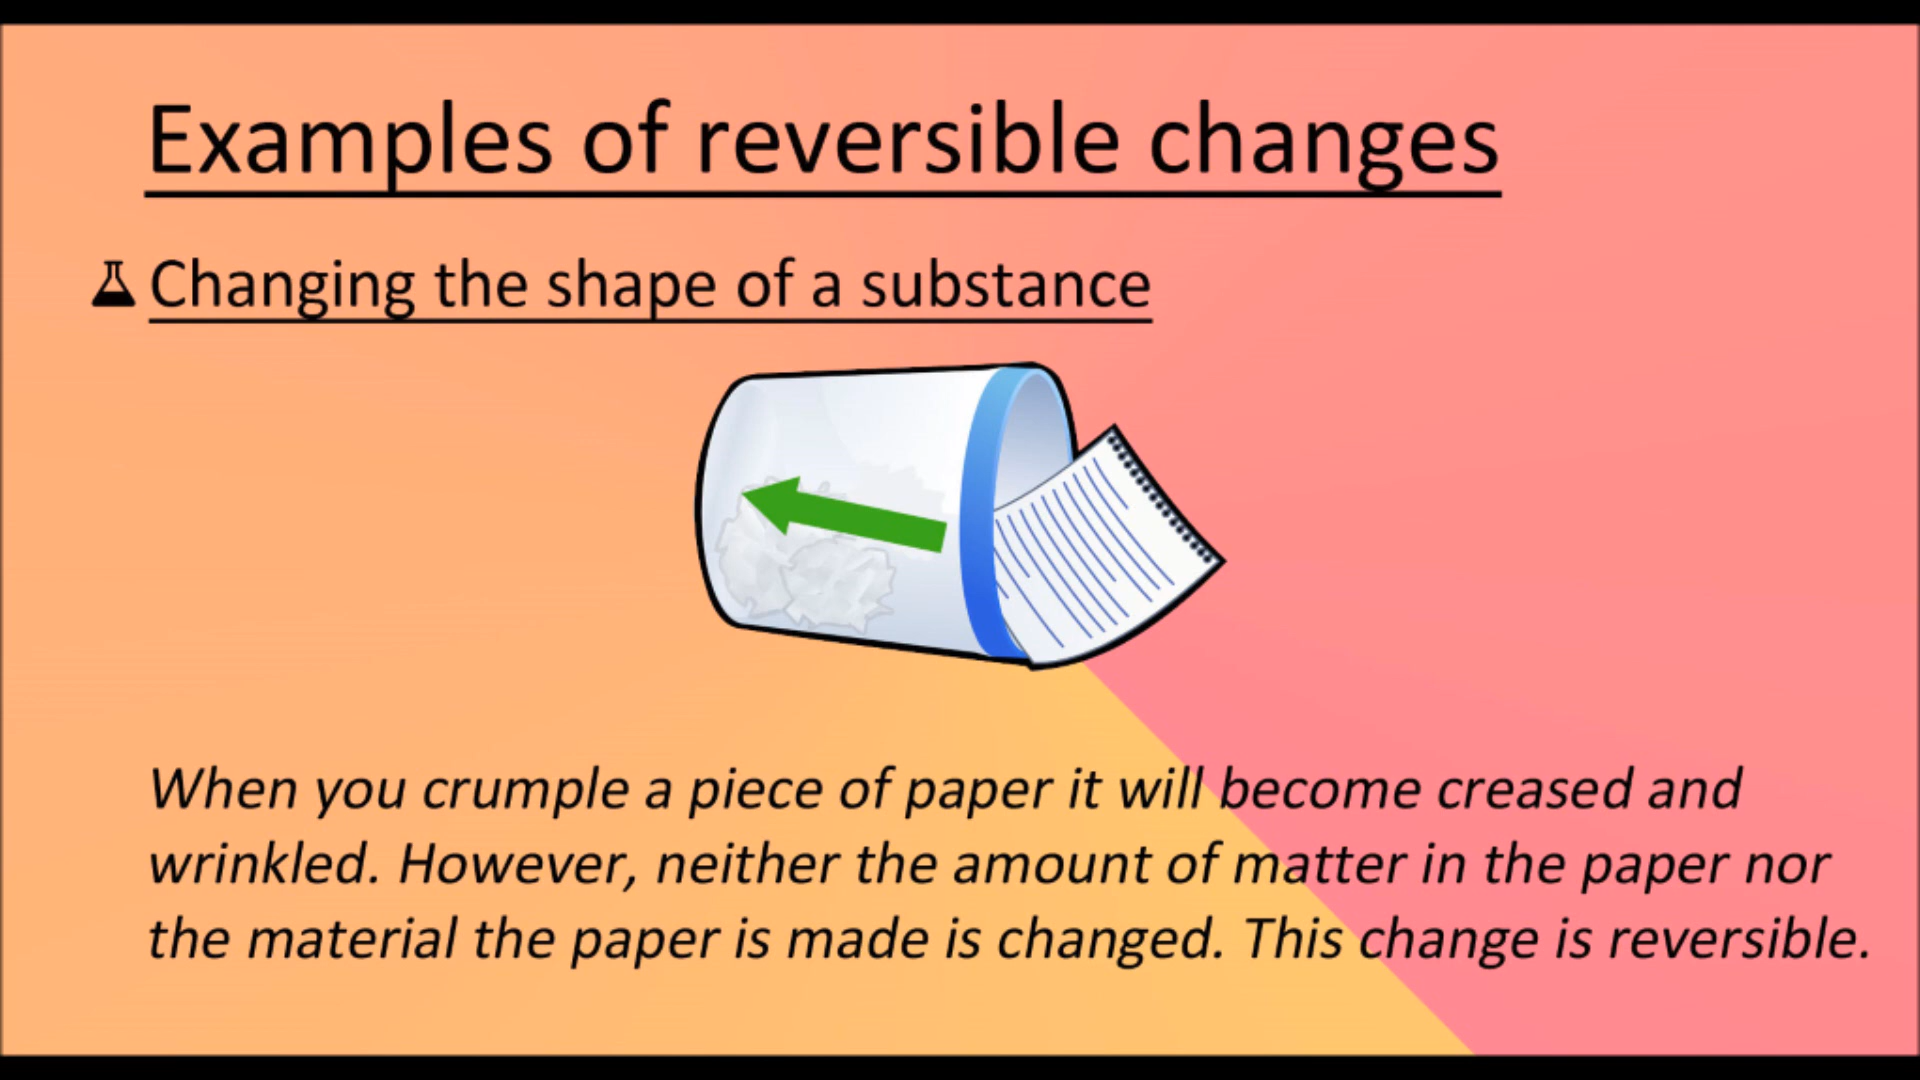 Examples of reversible changes
Changing the shape of a substance
When you crumple a piece of paper it will become creased and
wrinkled. However, neither the amount of matter in the paper nor
the material the paper is made is changed. This change is reversible.